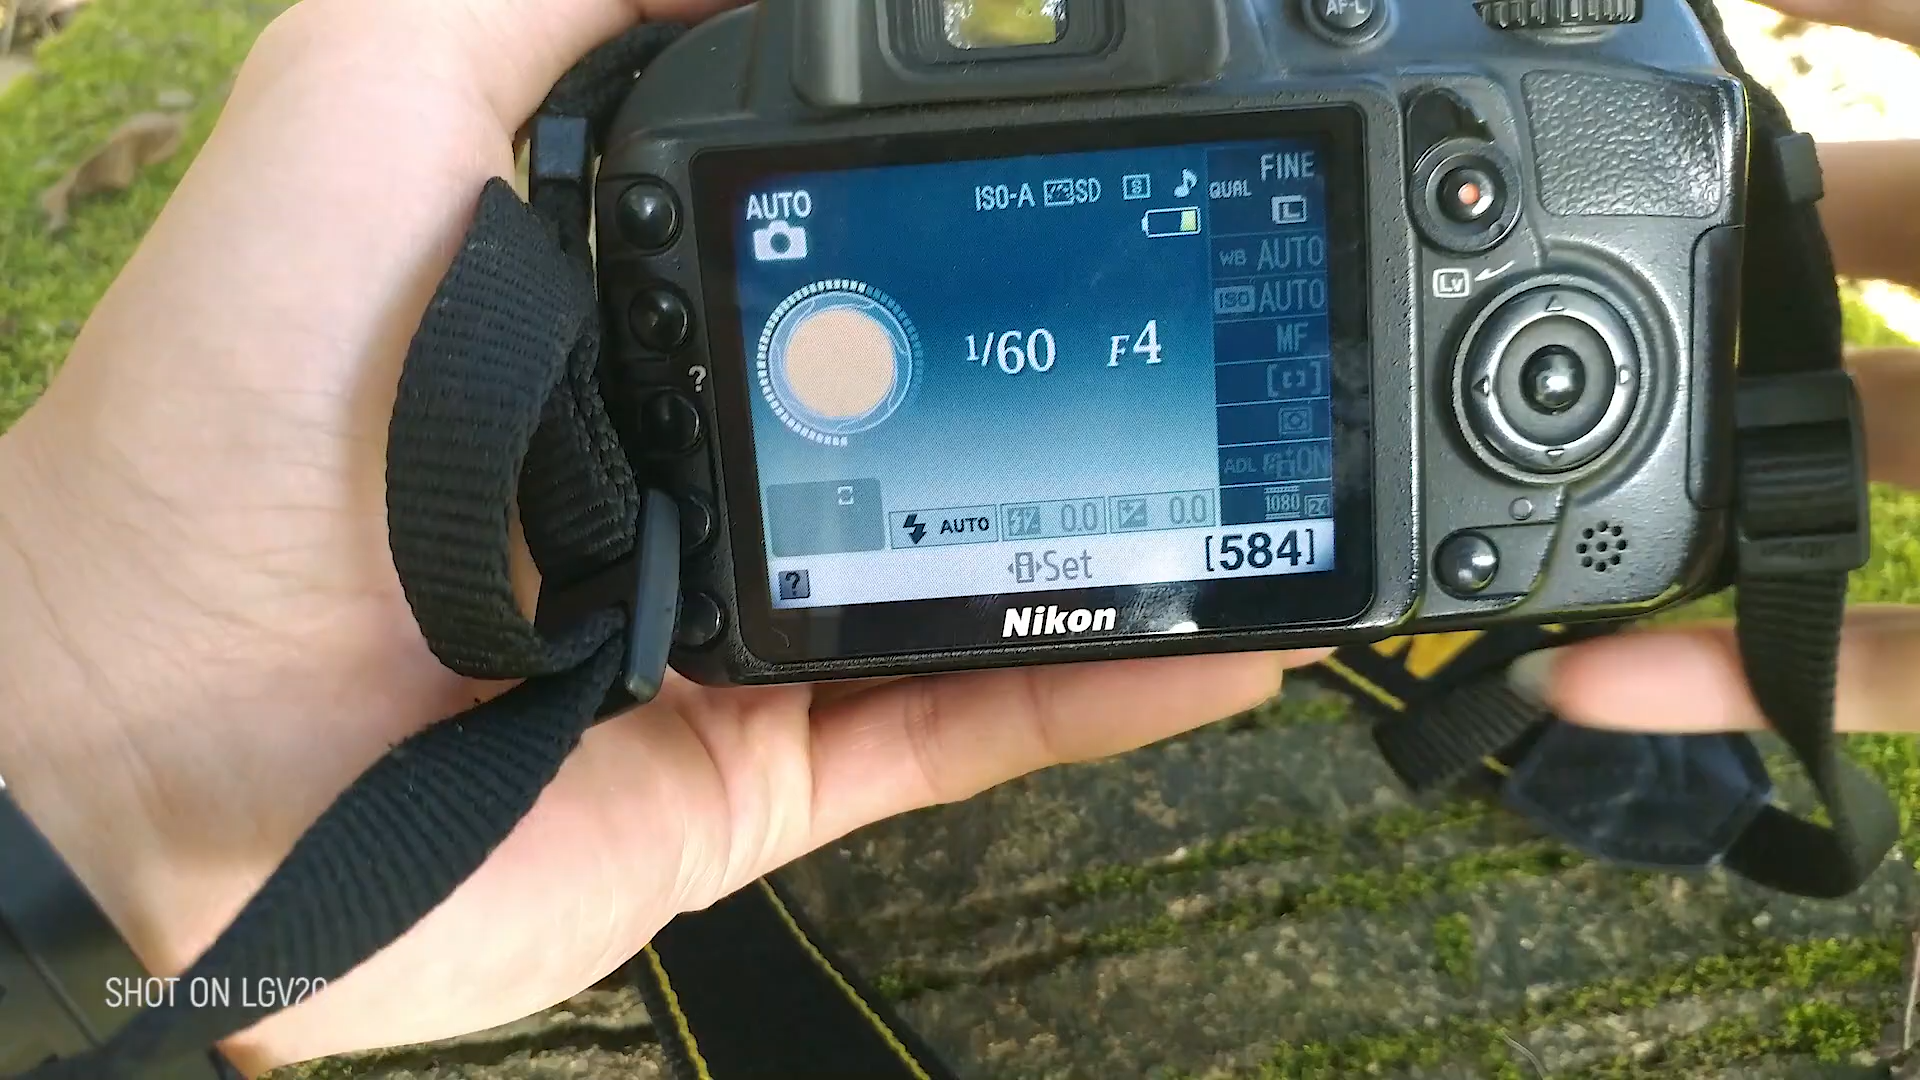 AF-L
AUTO
ISO-A SD S
QUAL FINE
L
WB AUTO
ISO AUTO
1/60 F4
MF
ADL ON
AUTO 0.0 0.0
1080 24
? i Set [584]
Nikon
?
Lv
SHOT ON LGV20